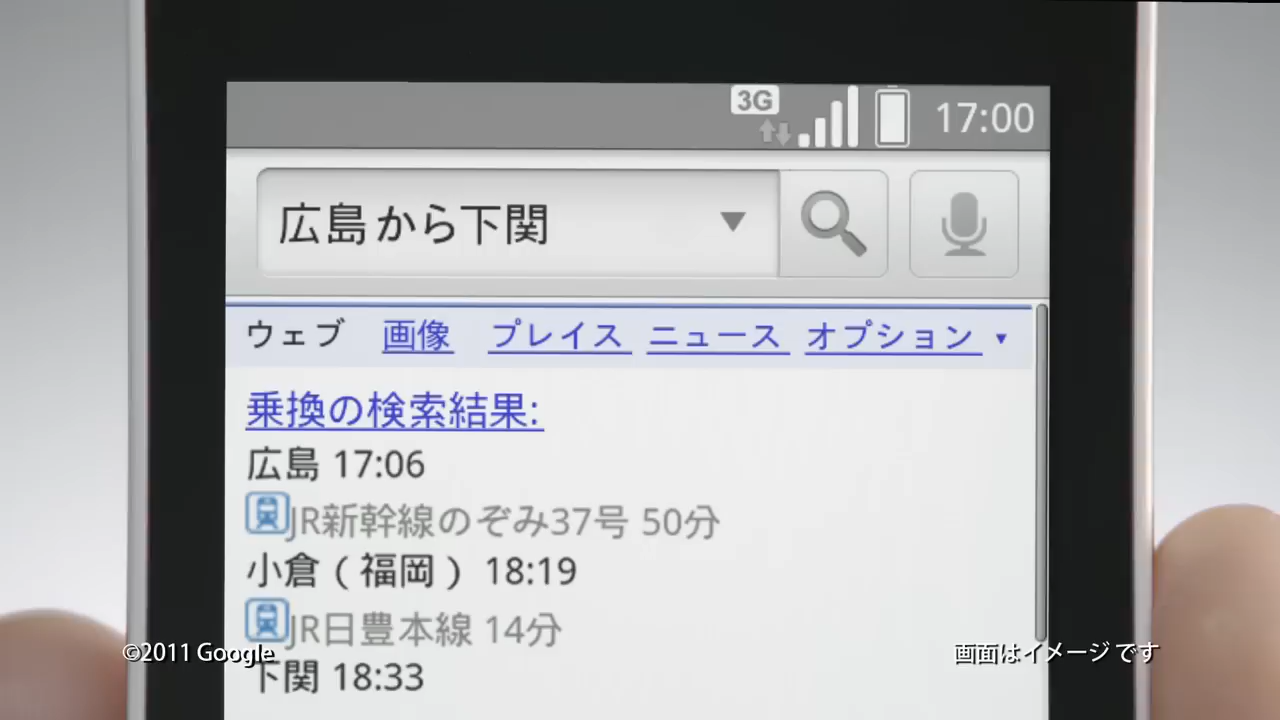 3G 17:00
広島から下関
ウェブ 画像 プレイス ニュース オプション ▼
乗換の検索結果:
広島 17:06
JR新幹線のぞみ37号 50分
小倉 ( 福岡 ) 18:19
JR日豊本線 14分
下関 18:33
©2011 Google
画面はイメージです